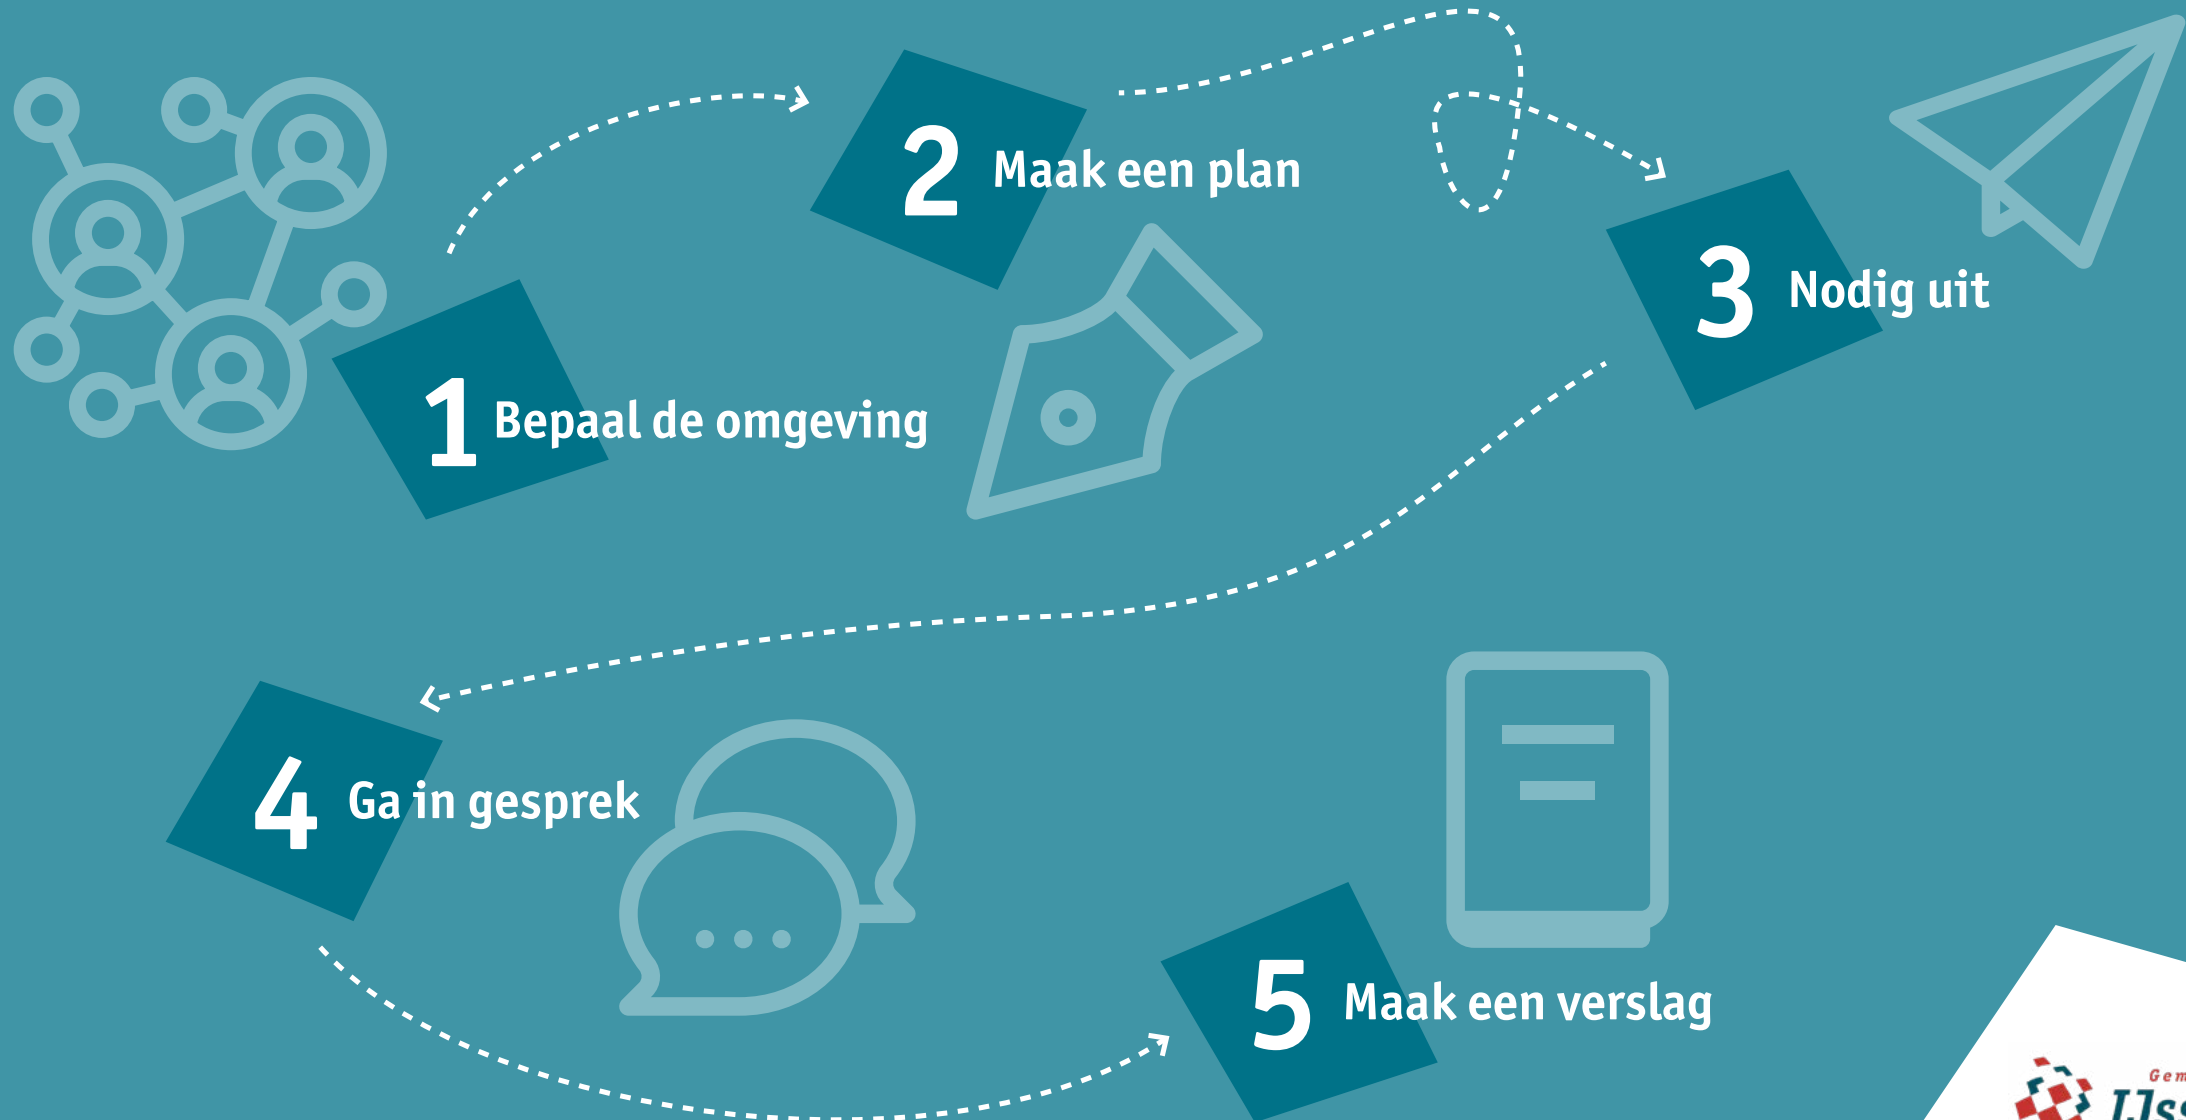 1 Bepaal de omgeving
2 Maak een plan
3 Nodig uit
4 Ga in gesprek
5 Maak een verslag